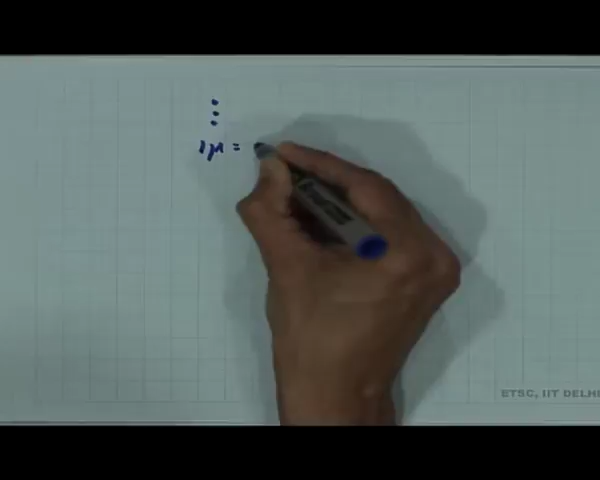 ⋮
1μ =
ETSC, IIT DELHI